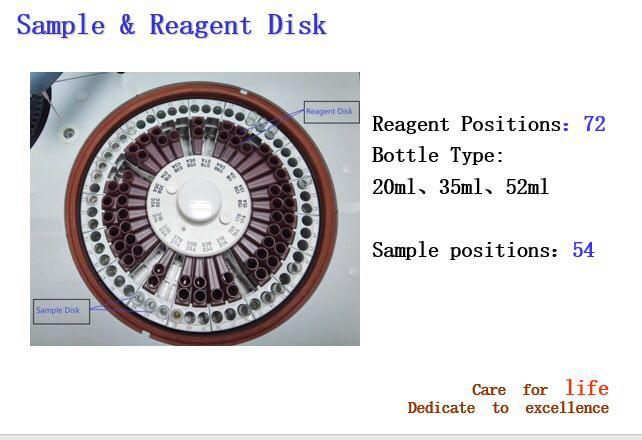 Sample & Reagent Disk
Reagent Disk
Reagent Positions: 72
Bottle Type:
20ml、35ml、52ml
Sample positions: 54
Sample Disk
Care for life
Dedicate to excellence